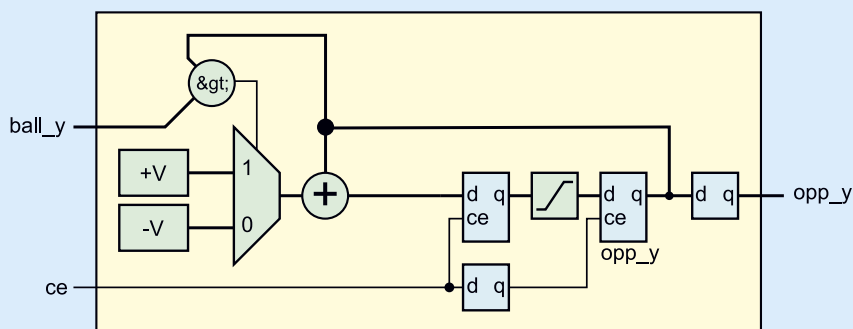 &gt;
ball_y
+V
1
-V
0
+
d q
ce
d q
ce
opp_y
d q
opp_y
ce
d q